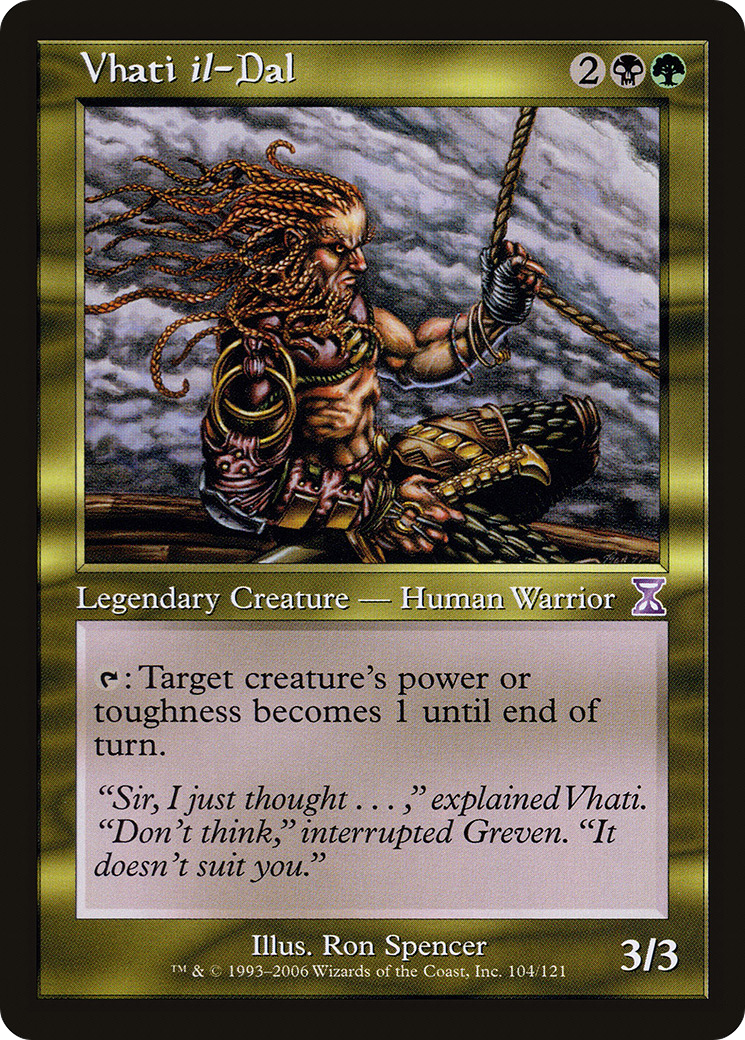 Vhati il-Dal
2
Legendary Creature — Human Warrior
: Target creature's power or
toughness becomes 1 until end of
turn.
“Sir, I just thought . . . ,” explained Vhati.
“Don't think,” interrupted Greven. “It
doesn't suit you.”
Illus. Ron Spencer
™ & © 1993–2006 Wizards of the Coast, Inc. 104/121
3/3